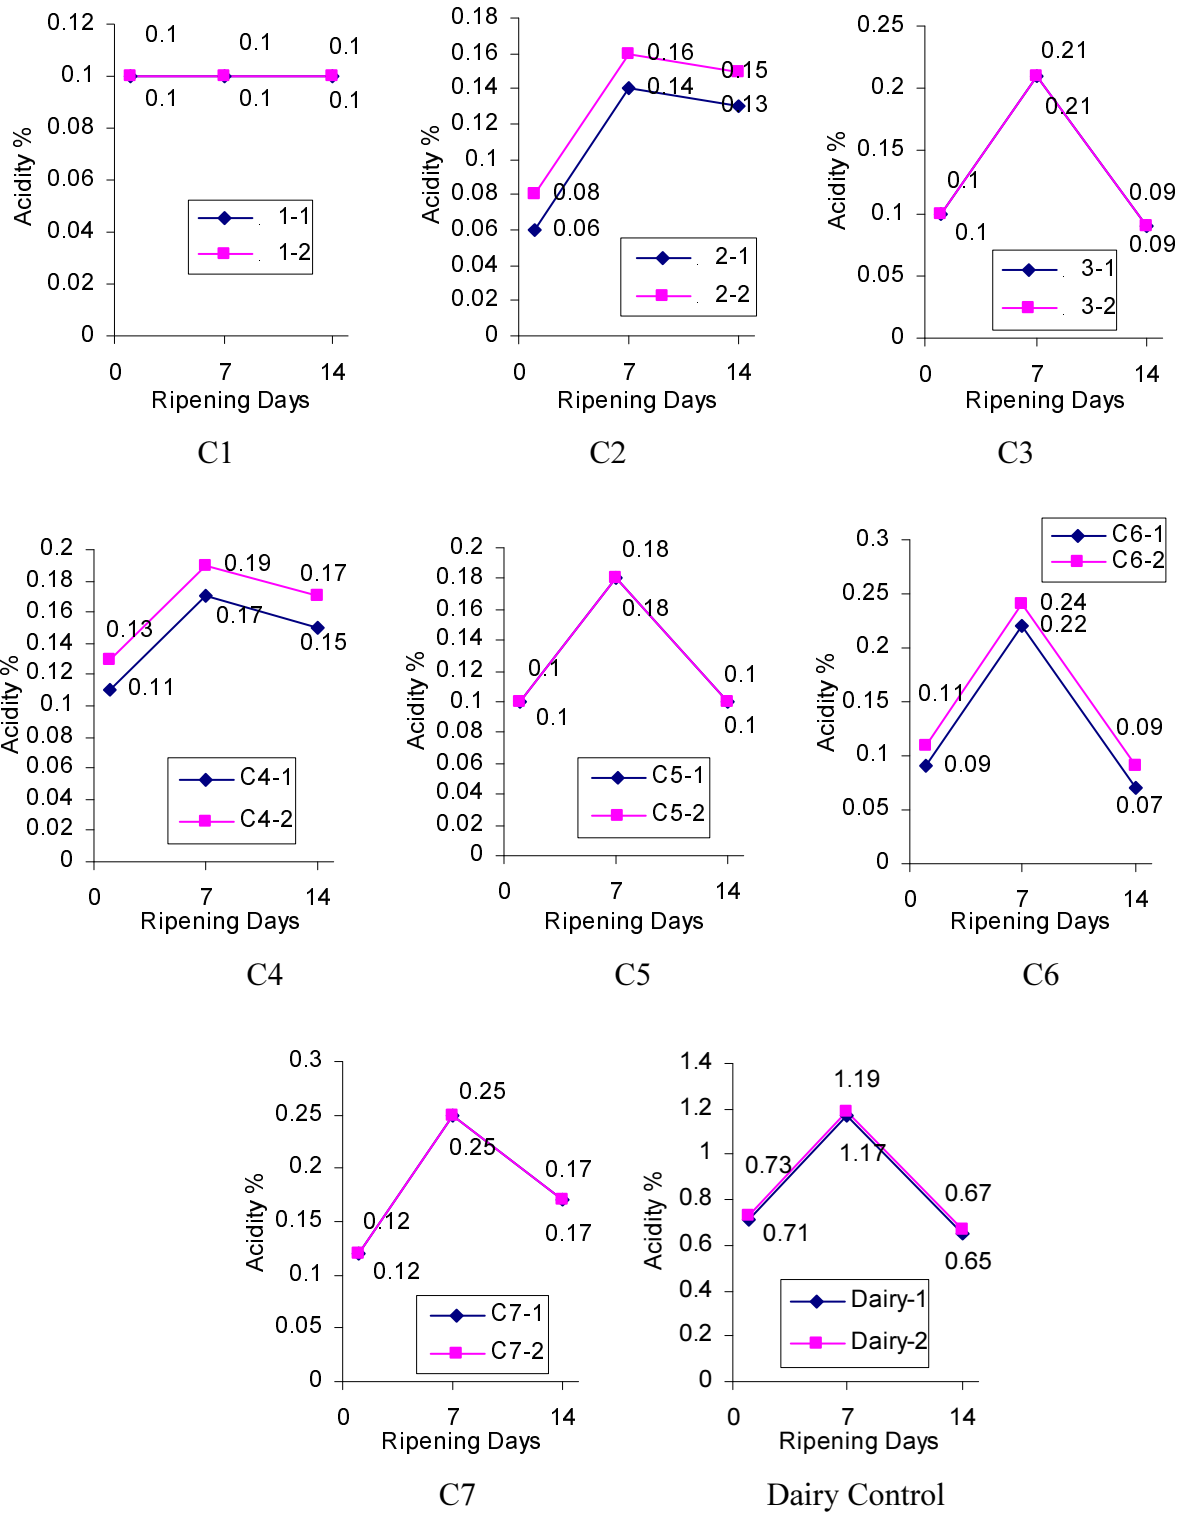 0.12
0.1
0.08
0.06
0.04
0.02
0
0.1 0.1 0.1
0.1 0.1 0.1
1-1
1-2
Acidity %
0 7 14
Ripening Days
C1
0.18
0.16
0.14
0.12
0.1
0.08
0.06
0.04
0.02
0
0.16
0.15
0.14
0.13
0.08
0.06
2-1
2-2
Acidity %
0 7 14
Ripening Days
C2
0.25
0.2
0.15
0.1
0.05
0
0.21
0.21
0.1
0.1
0.09
0.09
3-1
3-2
Acidity %
0 7 14
Ripening Days
C3
0.2
0.18
0.16
0.14
0.12
0.1
0.08
0.06
0.04
0.02
0
0.19
0.17
0.17
0.15
0.13
0.11
C4-1
C4-2
Acidity %
0 7 14
Ripening Days
C4
0.2
0.18
0.16
0.14
0.12
0.1
0.08
0.06
0.04
0.02
0
0.18
0.18
0.1
0.1
0.1
0.1
C5-1
C5-2
Acidity %
0 7 14
Ripening Days
C5
0.3
0.25
0.2
0.15
0.1
0.05
0
C6-1
C6-2
0.24
0.22
0.11
0.09
0.09
0.07
Acidity %
0 7 14
Ripening Days
C6
0.3
0.25
0.2
0.15
0.1
0.05
0
0.25
0.25
0.17
0.17
0.12
0.12
C7-1
C7-2
Acidity %
0 7 14
Ripening Days
C7
1.4
1.2
1
0.8
0.6
0.4
0.2
0
1.19
1.17
0.73
0.71
0.67
0.65
Dairy-1
Dairy-2
Acidity %
0 7 14
Ripening Days
Dairy Control